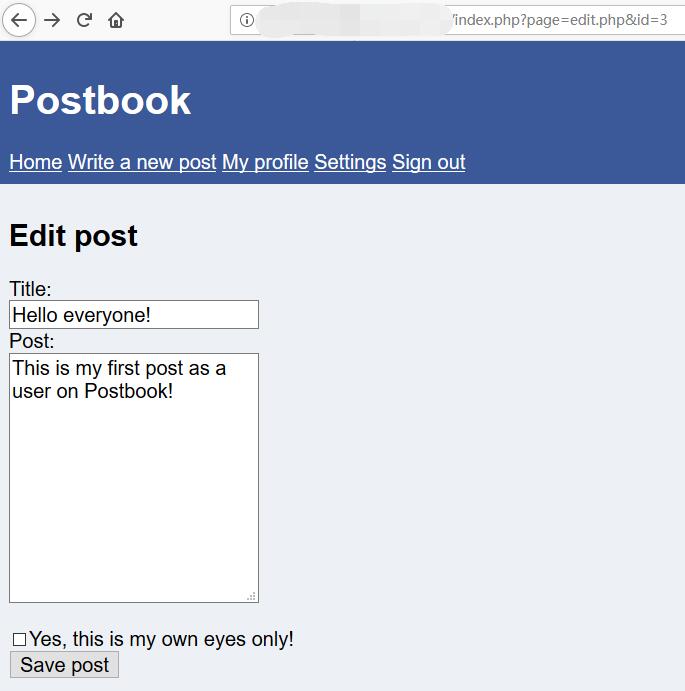 /index.php?page=edit.php&id=3
Postbook
Home Write a new post My profile Settings Sign out
Edit post
Title:
Hello everyone!
Post:
This is my first post as a
user on Postbook!
Yes, this is my own eyes only!
Save post